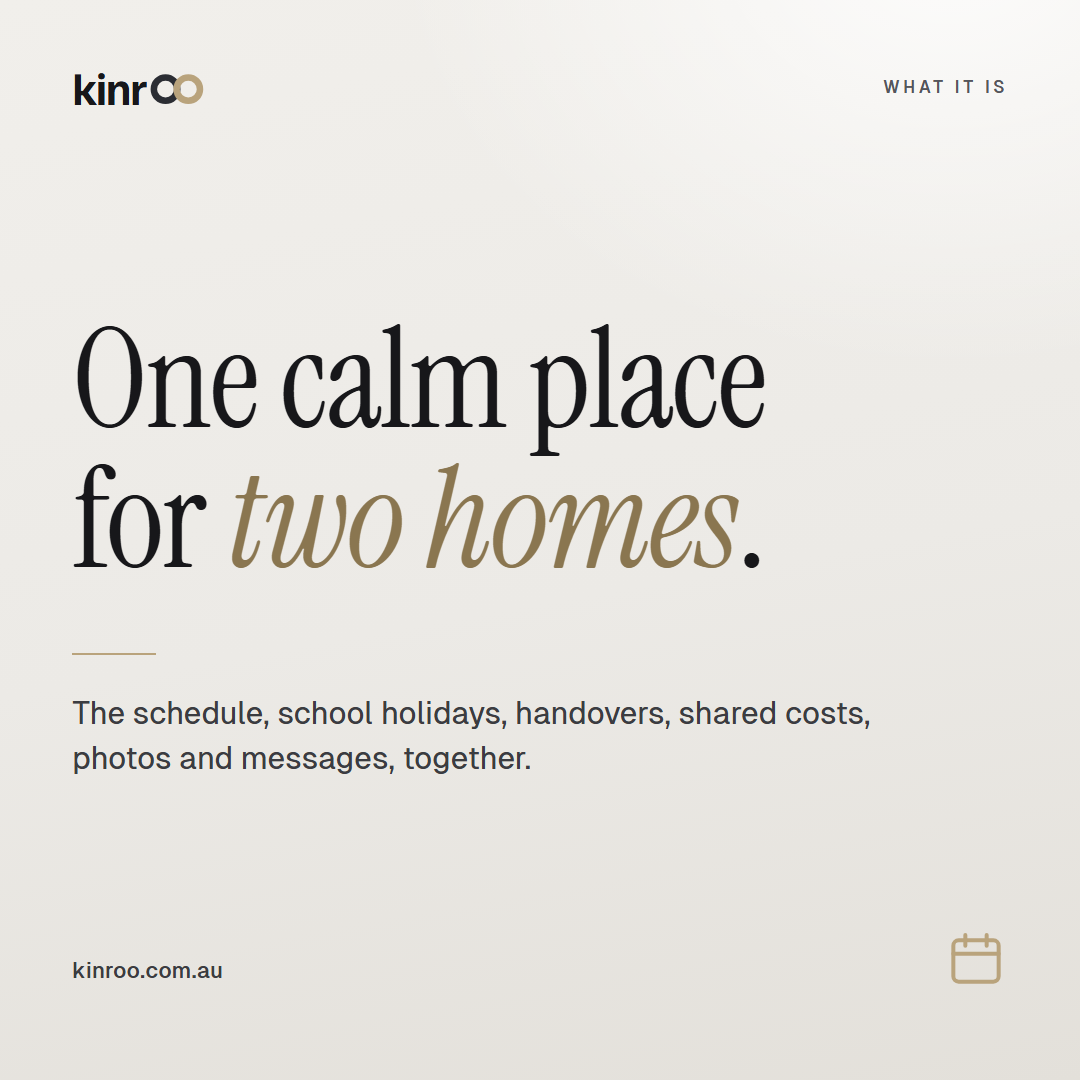 kinroo
WHAT IT IS
One calm place
for two homes.
The schedule, school holidays, handovers, shared costs,
photos and messages, together.
kinroo.com.au